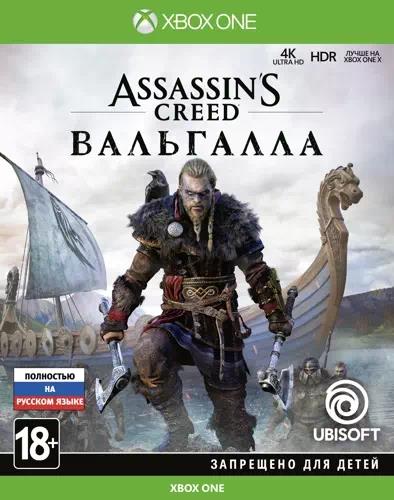 XBOX ONE
4K
ULTRA HD
HDR
ЛУЧШЕ НА
XBOX ONE X
ASSASSIN'S
CREED
ВАЛЬГАЛЛА
ПОЛНОСТЬЮ
НА
РУССКОМ ЯЗЫКЕ
UBISOFT
18+
ЗАПРЕЩЕНО ДЛЯ ДЕТЕЙ
XBOX ONE